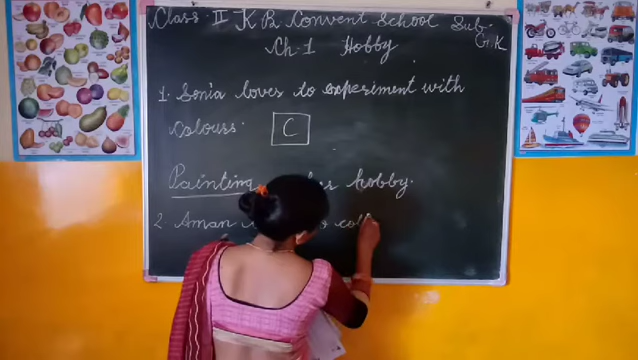 Class II K R Convent School Sub.
G.K
Ch-1 Hobby
1. Sonia loves to experiment with
colours. C
Painting hobby.
2. Aman to coll